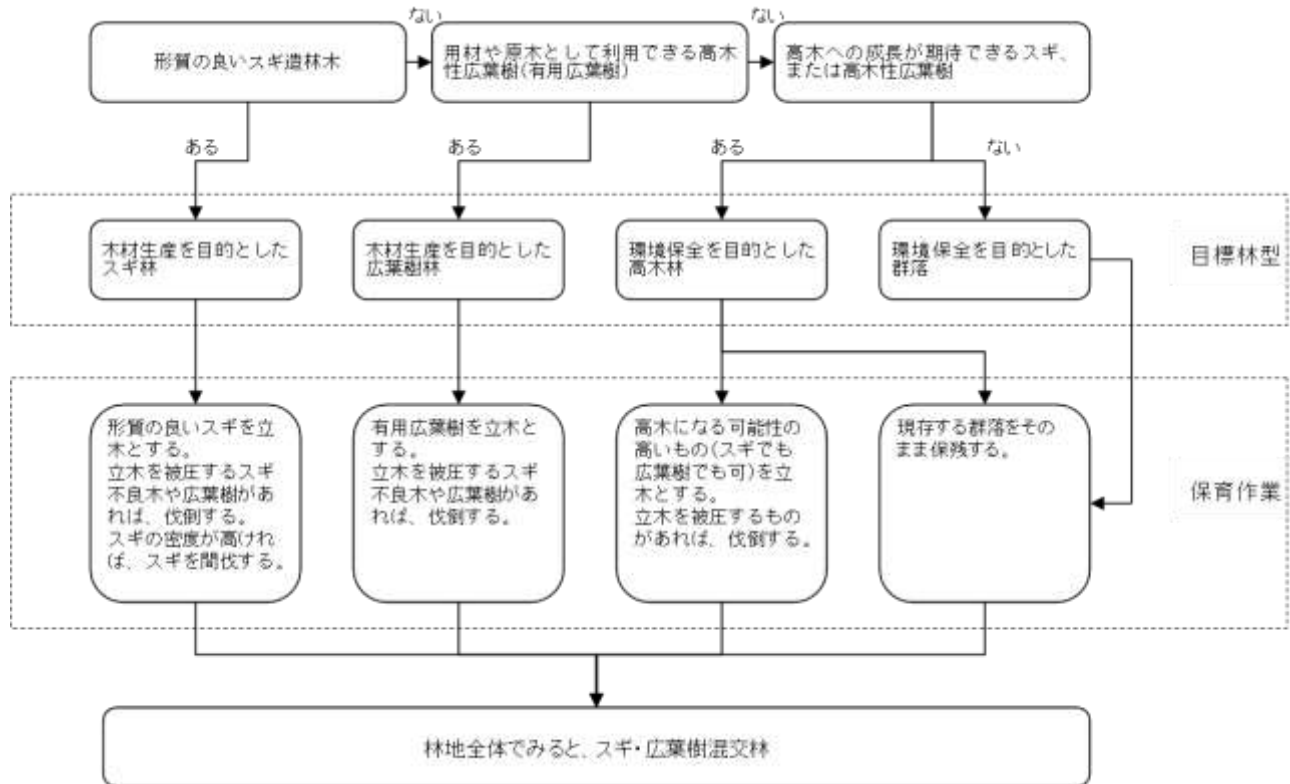 ない
ない
形質の良いスギ造林木
用材や原木として利用できる高木
性広葉樹(有用広葉樹)
高木への成長が期待できるスギ、
または高木性広葉樹
ある
ある
ある
ない
木材生産を目的とした
スギ林
木材生産を目的とした
広葉樹林
環境保全を目的とした
高木林
環境保全を目的とした
群落
目標林型
形質の良いスギを立
木とする。
立木を被圧するスギ
不良木や広葉樹があ
れば、伐倒する。
スギの密度が高けれ
ば、スギを間伐する。
有用広葉樹を立木と
する。
立木を被圧するスギ
不良木や広葉樹があ
れば、伐倒する。
高木になる可能性の
高いもの(スギでも
広葉樹でも可)を立
木とする。
立木を被圧するもの
があれば、伐倒する。
現存する群落をその
まま保残する。
保育作業
林地全体でみると、スギ・広葉樹混交林